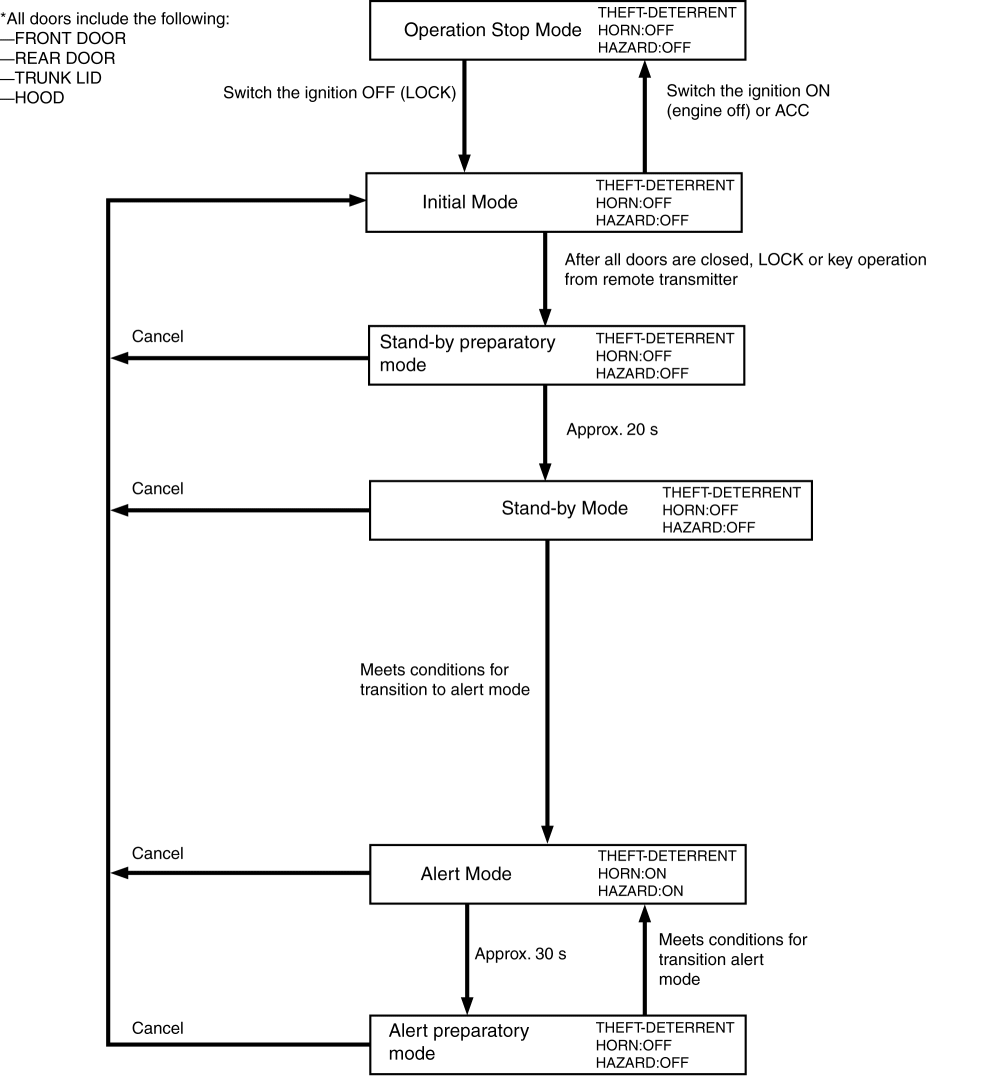 *All doors include the following:
—FRONT DOOR
—REAR DOOR
—TRUNK LID
—HOOD
Operation Stop Mode
THEFT-DETERRENT
HORN:OFF
HAZARD:OFF
Switch the ignition OFF (LOCK)
Switch the ignition ON
(engine off) or ACC
Initial Mode
THEFT-DETERRENT
HORN:OFF
HAZARD:OFF
After all doors are closed, LOCK or key operation
from remote transmitter
Cancel
Stand-by preparatory
mode
THEFT-DETERRENT
HORN:OFF
HAZARD:OFF
Approx. 20 s
Cancel
Stand-by Mode
THEFT-DETERRENT
HORN:OFF
HAZARD:OFF
Meets conditions for
transition to alert mode
Cancel
Alert Mode
THEFT-DETERRENT
HORN:ON
HAZARD:ON
Approx. 30 s
Meets conditions for
transition alert
mode
Cancel
Alert preparatory
mode
THEFT-DETERRENT
HORN:OFF
HAZARD:OFF